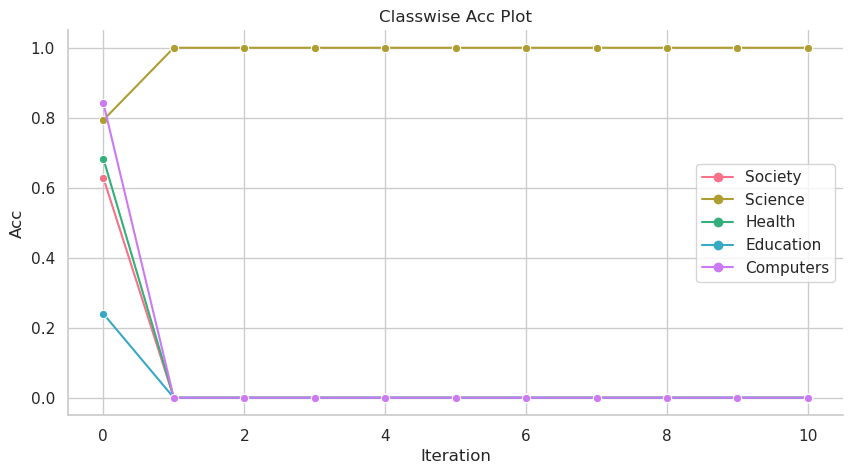 Classwise Acc Plot
1.0
0.8
0.6
0.4
0.2
0.0
Acc
Society
Science
Health
Education
Computers
0 2 4 6 8 10
Iteration